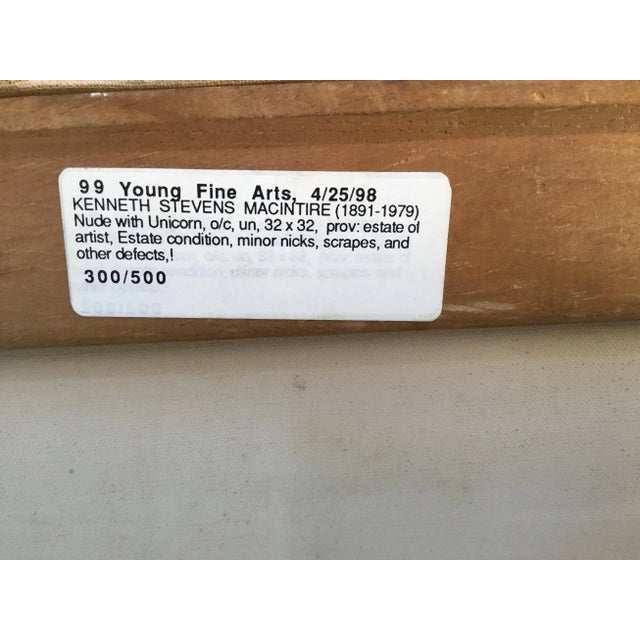 99 Young Fine Arts, 4/25/98
KENNETH STEVENS MACINTIRE (1891-1979)
Nude with Unicorn, o/c, un, 32 x 32, prov: estate of
artist, Estate condition, minor nicks, scrapes, and
other defects,!
300/500